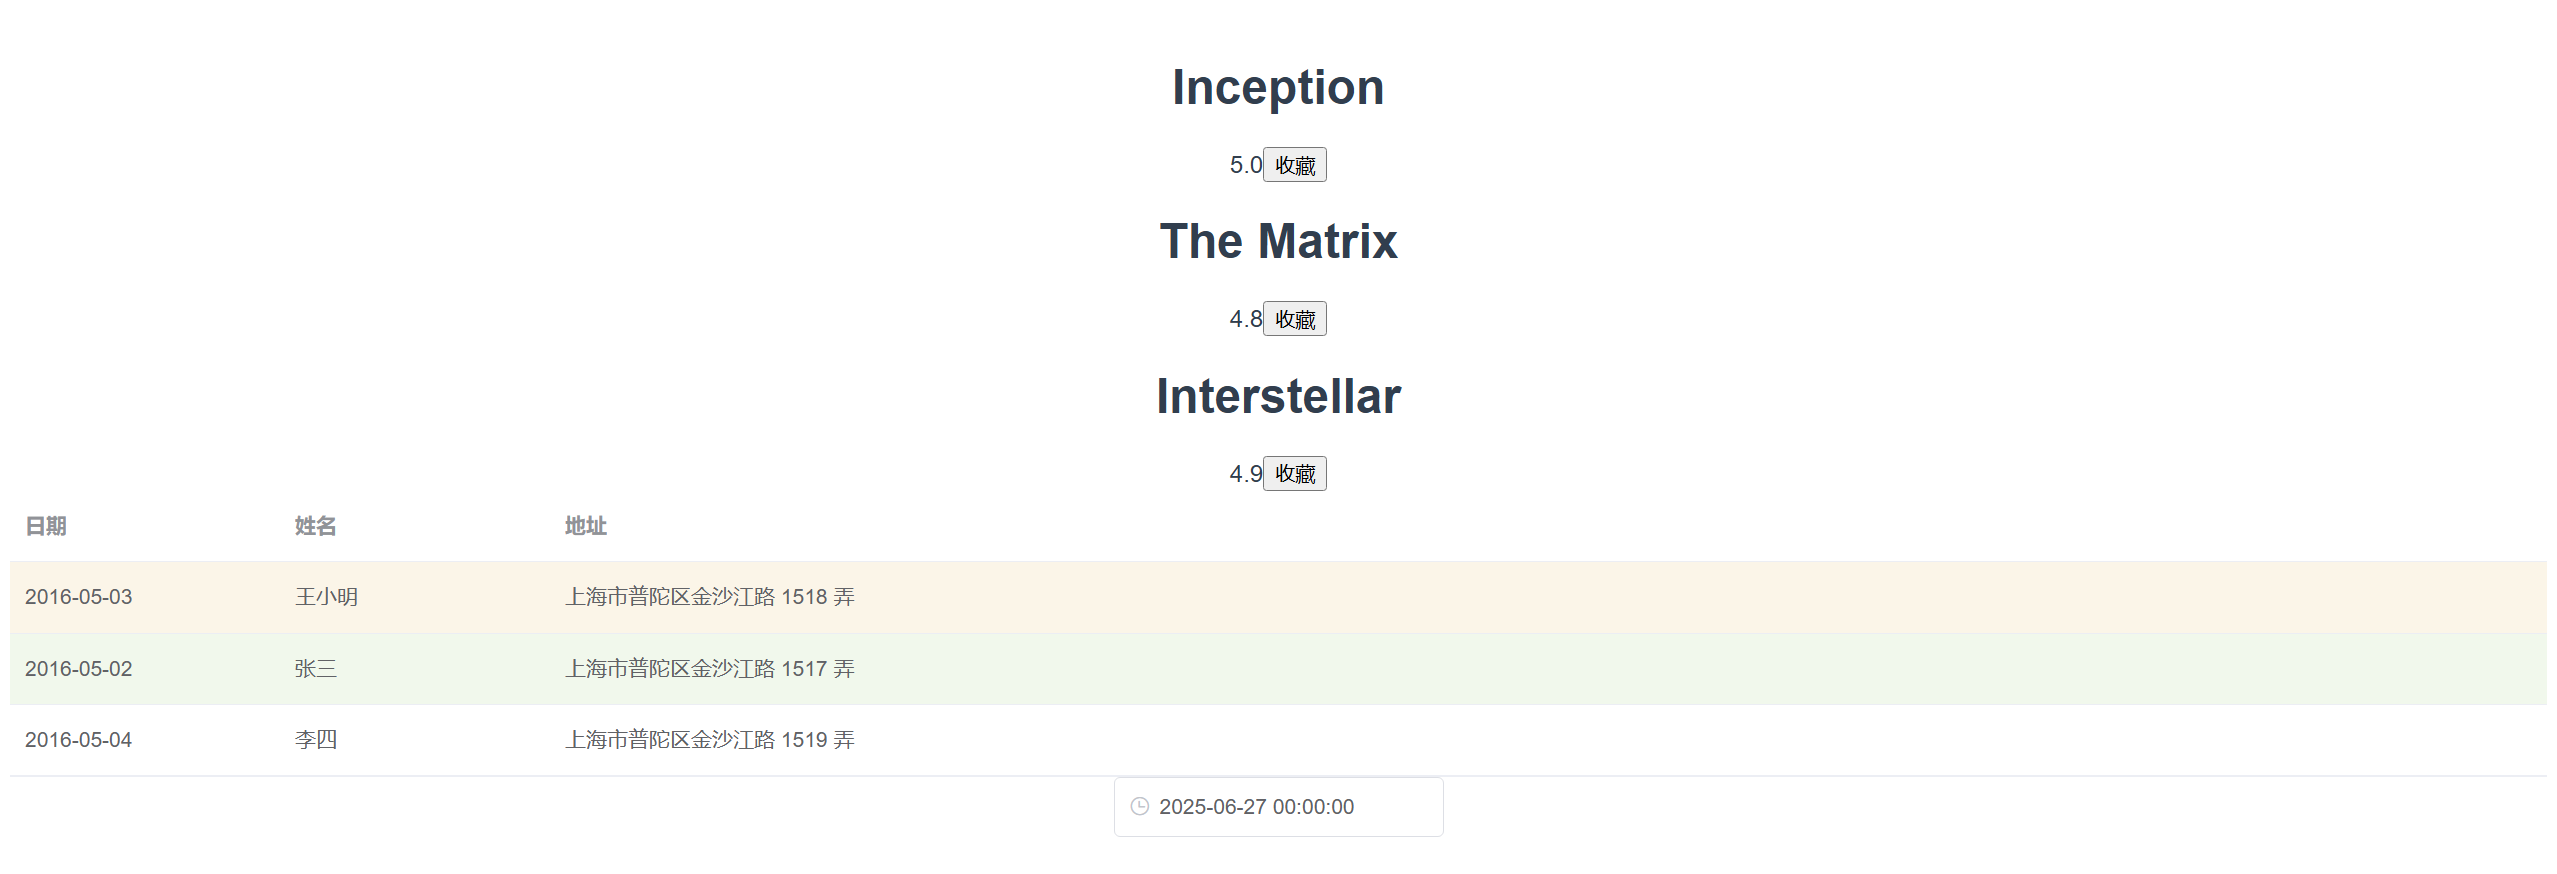 Inception
5.0 收藏
The Matrix
4.8 收藏
Interstellar
4.9 收藏
日期 姓名 地址
2016-05-03 王小明 上海市普陀区金沙江路 1518 弄
2016-05-02 张三 上海市普陀区金沙江路 1517 弄
2016-05-04 李四 上海市普陀区金沙江路 1519 弄
2025-06-27 00:00:00